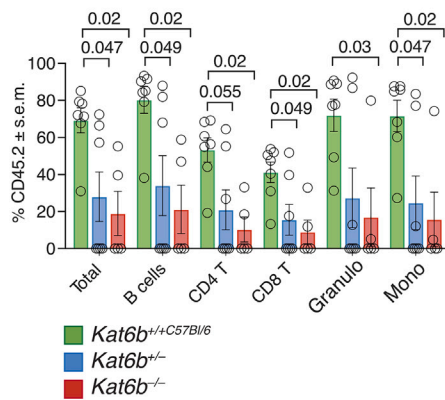 0.02 0.02
0.047 0.049 0.02 0.03 0.02
0.055 0.02 0.047
0.049
100
80
60
40
20
0
% CD45.2 ± s.e.m.
Total B cells CD4 T CD8 T Granulo Mono
Kat6b+/+C57Bl/6
Kat6b+/−
Kat6b−/−